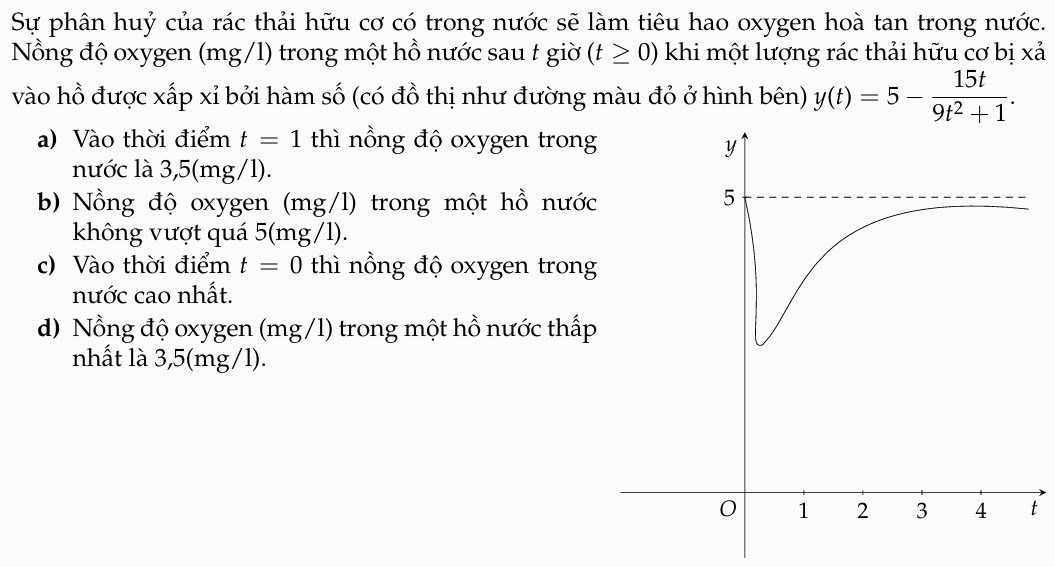 Sự phân huỷ của rác thải hữu cơ có trong nước sẽ làm tiêu hao oxygen hoà tan trong nước.
Nồng độ oxygen (mg/l) trong một hồ nước sau t giờ (t ≥ 0) khi một lượng rác thải hữu cơ bị xả
vào hồ được xấp xỉ bởi hàm số (có đồ thị như đường màu đỏ ở hình bên) y(t) = 5 − \frac{15t}{9t^2 + 1}.
a) Vào thời điểm t = 1 thì nồng độ oxygen trong
nước là 3,5(mg/l).
b) Nồng độ oxygen (mg/l) trong một hồ nước
không vượt quá 5(mg/l).
c) Vào thời điểm t = 0 thì nồng độ oxygen trong
nước cao nhất.
d) Nồng độ oxygen (mg/l) trong một hồ nước thấp
nhất là 3,5(mg/l).
y
5
O 1 2 3 4 t